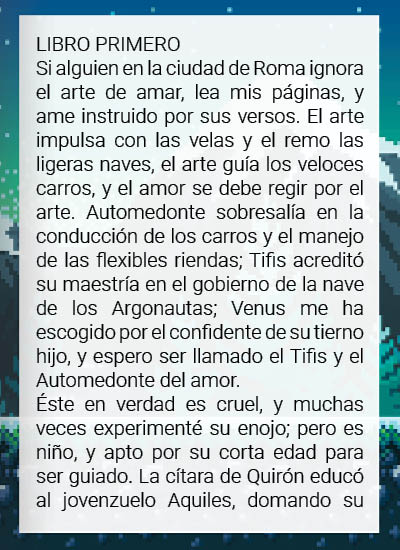 LIBRO PRIMERO
Si alguien en la ciudad de Roma ignora
el arte de amar, lea mis páginas, y
ame instruido por sus versos. El arte
impulsa con las velas y el remo las
ligeras naves, el arte guía los veloces
carros, y el amor se debe regir por el
arte. Automedonte sobresalía en la
conducción de los carros y el manejo
de las flexibles riendas; Tifis acreditó
su maestría en el gobierno de la nave
de los Argonautas; Venus me ha
escogido por el confidente de su tierno
hijo, y espero ser llamado el Tifis y el
Automedonte del amor.
Éste en verdad es cruel, y muchas
veces experimenté su enojo; pero es
niño, y apto por su corta edad para
ser guiado. La cítara de Quirón educó
al jovenzuelo Aquiles, domando su